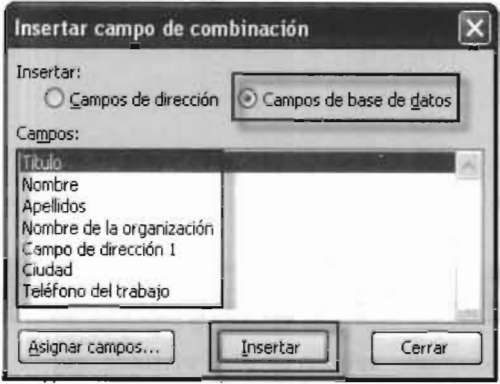 Insertar campo de combinación
Insertar:
Campos de dirección Campos de base de datos
Campos:
Título
Nombre
Apellidos
Nombre de la organización
Campo de dirección 1
Ciudad
Teléfono del trabajo
Asignar campos... Insertar Cerrar